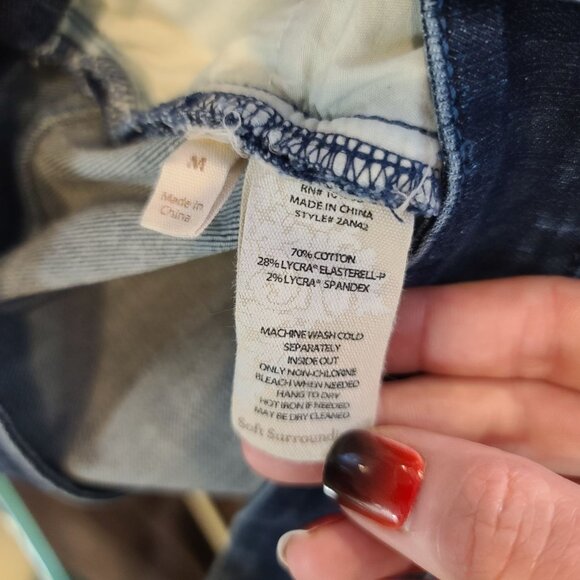 M
Made in
China
RN#
MADE IN CHINA
STYLE# ZAN42
70% COTTON
28% LYCRA® ELASTERELL-P
2% LYCRA® SPANDEX
MACHINE WASH COLD
SEPARATELY
INSIDE OUT
ONLY NON-CHLORINE
BLEACH WHEN NEEDED
HANG TO DRY
HOT IRON IF NEEDED
MAY BE DRY CLEANED
Soft